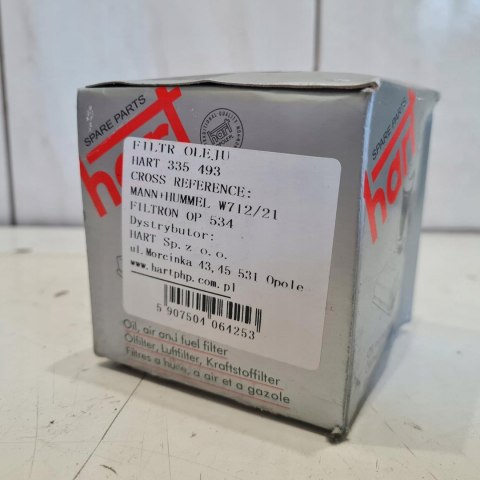 SPARE PARTS
hart
FILTR OLEJU
HART 335 493
CROSS REFERENCE:
MANN+HUMMEL W712/21
FILTRON OP 534
Dystrybutor:
HART Sp.z o.o.
ul.Morcinka 43,45 531 Opole
www.hartphp.com.pl
5 907504 064253
Oil, air and fuel filter
Ölfilter, Luftfilter, Kraftstoffilter
Filtres a huile, a air et a gazole
SPARE PARTS
hart